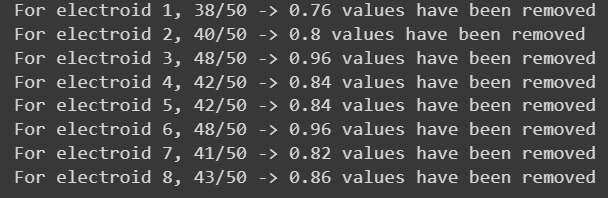 For electroid 1, 38/50 -> 0.76 values have been removed
For electroid 2, 40/50 -> 0.8 values have been removed
For electroid 3, 48/50 -> 0.96 values have been removed
For electroid 4, 42/50 -> 0.84 values have been removed
For electroid 5, 42/50 -> 0.84 values have been removed
For electroid 6, 48/50 -> 0.96 values have been removed
For electroid 7, 41/50 -> 0.82 values have been removed
For electroid 8, 43/50 -> 0.86 values have been removed